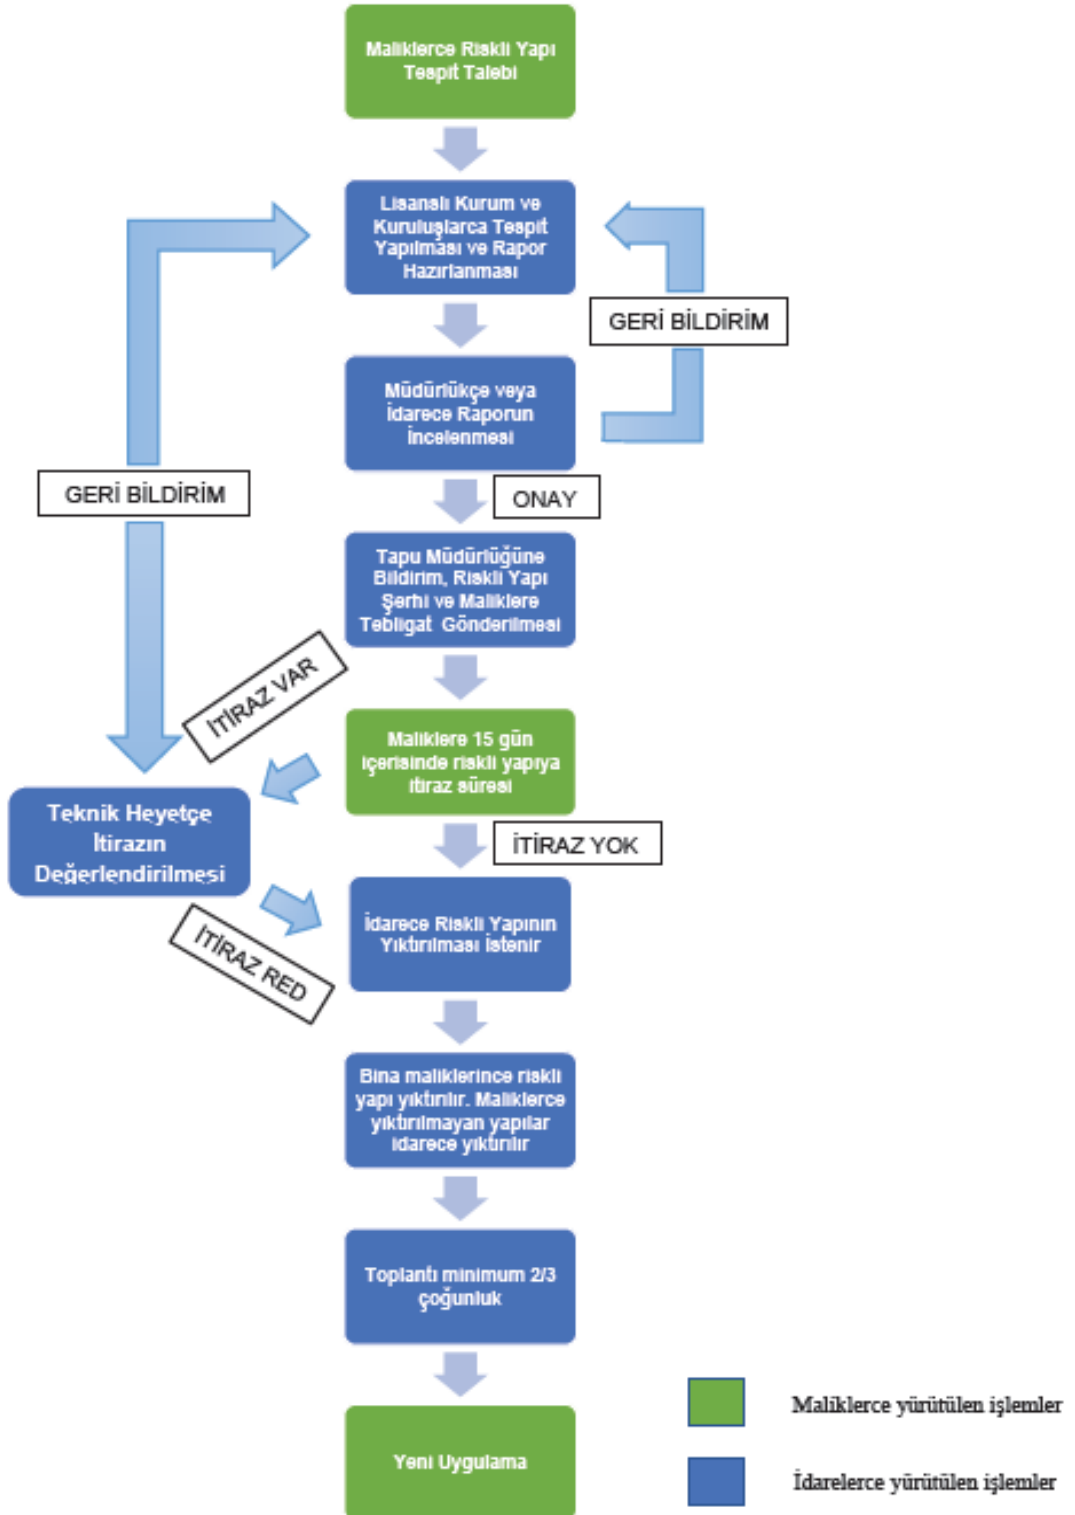 Maliklerce Riskli Yapı
Tespit Talebi
Lisanslı Kurum ve
Kuruluşlarca Tespit
Yapılması ve Rapor
Hazırlanması
GERİ BİLDİRİM
Müdürlükçe veya
İdarece Raporun
İncelenmesi
GERİ BİLDİRİM
ONAY
Tapu Müdürlüğüne
Bildirim, Riskli Yapı
Şerhi ve Maliklere
Tebligat Gönderilmesi
İTİRAZ VAR
Maliklere 15 gün
içerisinde riskli yapıya
itiraz süresi
Teknik Heyetçe
İtirazın
Değerlendirilmesi
İTİRAZ YOK
İTİRAZ RED
İdarece Riskli Yapının
Yıktırılması İstenir
Bina maliklerince riskli
yapı yıktırılır. Maliklerce
yıktırılmayan yapılar
idarece yıktırılır
Toplantı minimum 2/3
çoğunluk
Yeni Uygulama
Maliklerce yürütülen işlemler
İdarelerce yürütülen işlemler